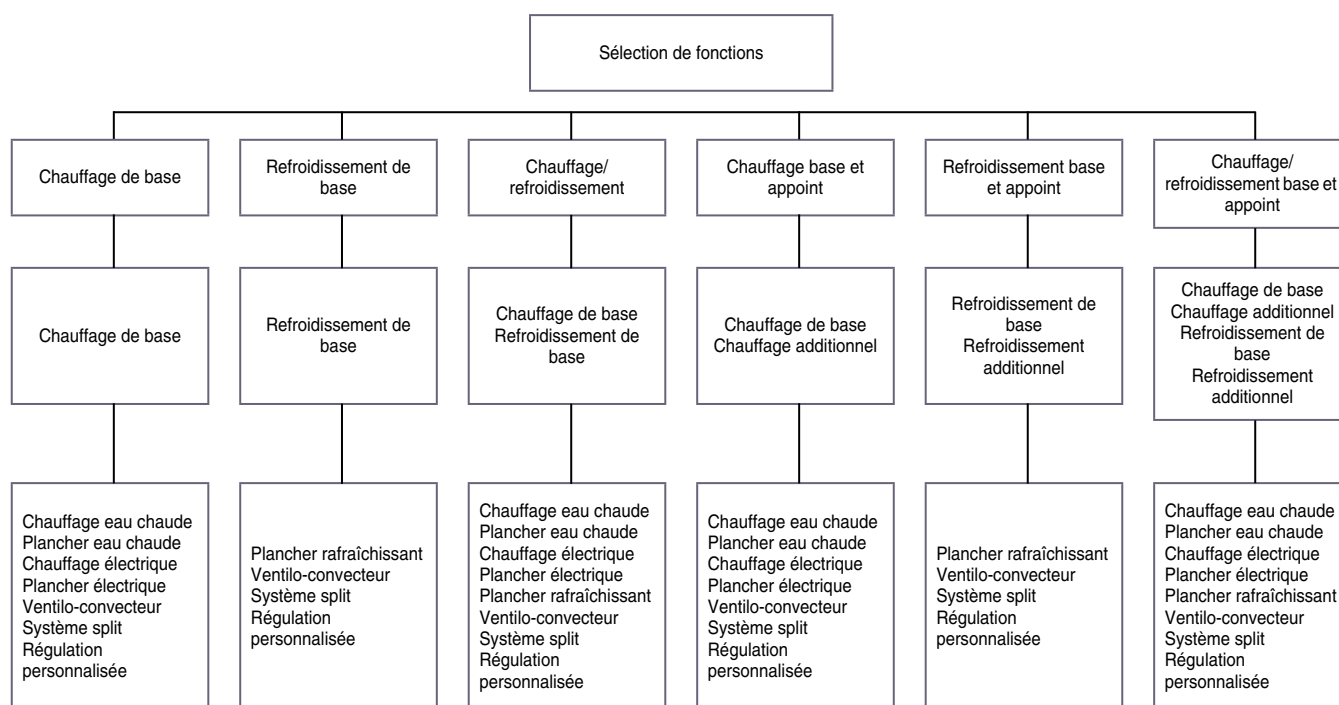 Sélection de fonctions
Chauffage de base
Refroidissement de
base
Chauffage/
refroidissement
Chauffage base et
appoint
Refroidissement base
et appoint
Chauffage/
refroidissement base et
appoint
Chauffage de base
Refroidissement de
base
Chauffage de base
Refroidissement de
base
Chauffage de base
Chauffage additionnel
Refroidissement de
base
Refroidissement
additionnel
Chauffage de base
Chauffage additionnel
Refroidissement de
base
Refroidissement
additionnel
Chauffage eau chaude
Plancher eau chaude
Chauffage électrique
Plancher électrique
Ventilo-convecteur
Système split
Régulation
personnalisée
Plancher rafraîchissant
Ventilo-convecteur
Système split
Régulation
personnalisée
Chauffage eau chaude
Plancher eau chaude
Chauffage électrique
Plancher électrique
Plancher rafraîchissant
Ventilo-convecteur
Système split
Régulation
personnalisée
Chauffage eau chaude
Plancher eau chaude
Chauffage électrique
Plancher électrique
Ventilo-convecteur
Système split
Régulation
personnalisée
Plancher rafraîchissant
Ventilo-convecteur
Système split
Régulation
personnalisée
Chauffage eau chaude
Plancher eau chaude
Chauffage électrique
Plancher électrique
Plancher rafraîchissant
Ventilo-convecteur
Système split
Régulation
personnalisée